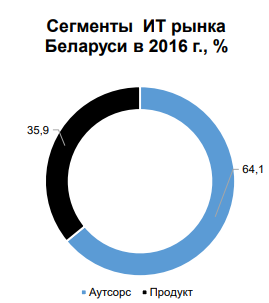 Сегменты ИТ рынка
Беларуси в 2016 г., %
35,9
64,1
Аутсорс Продукт